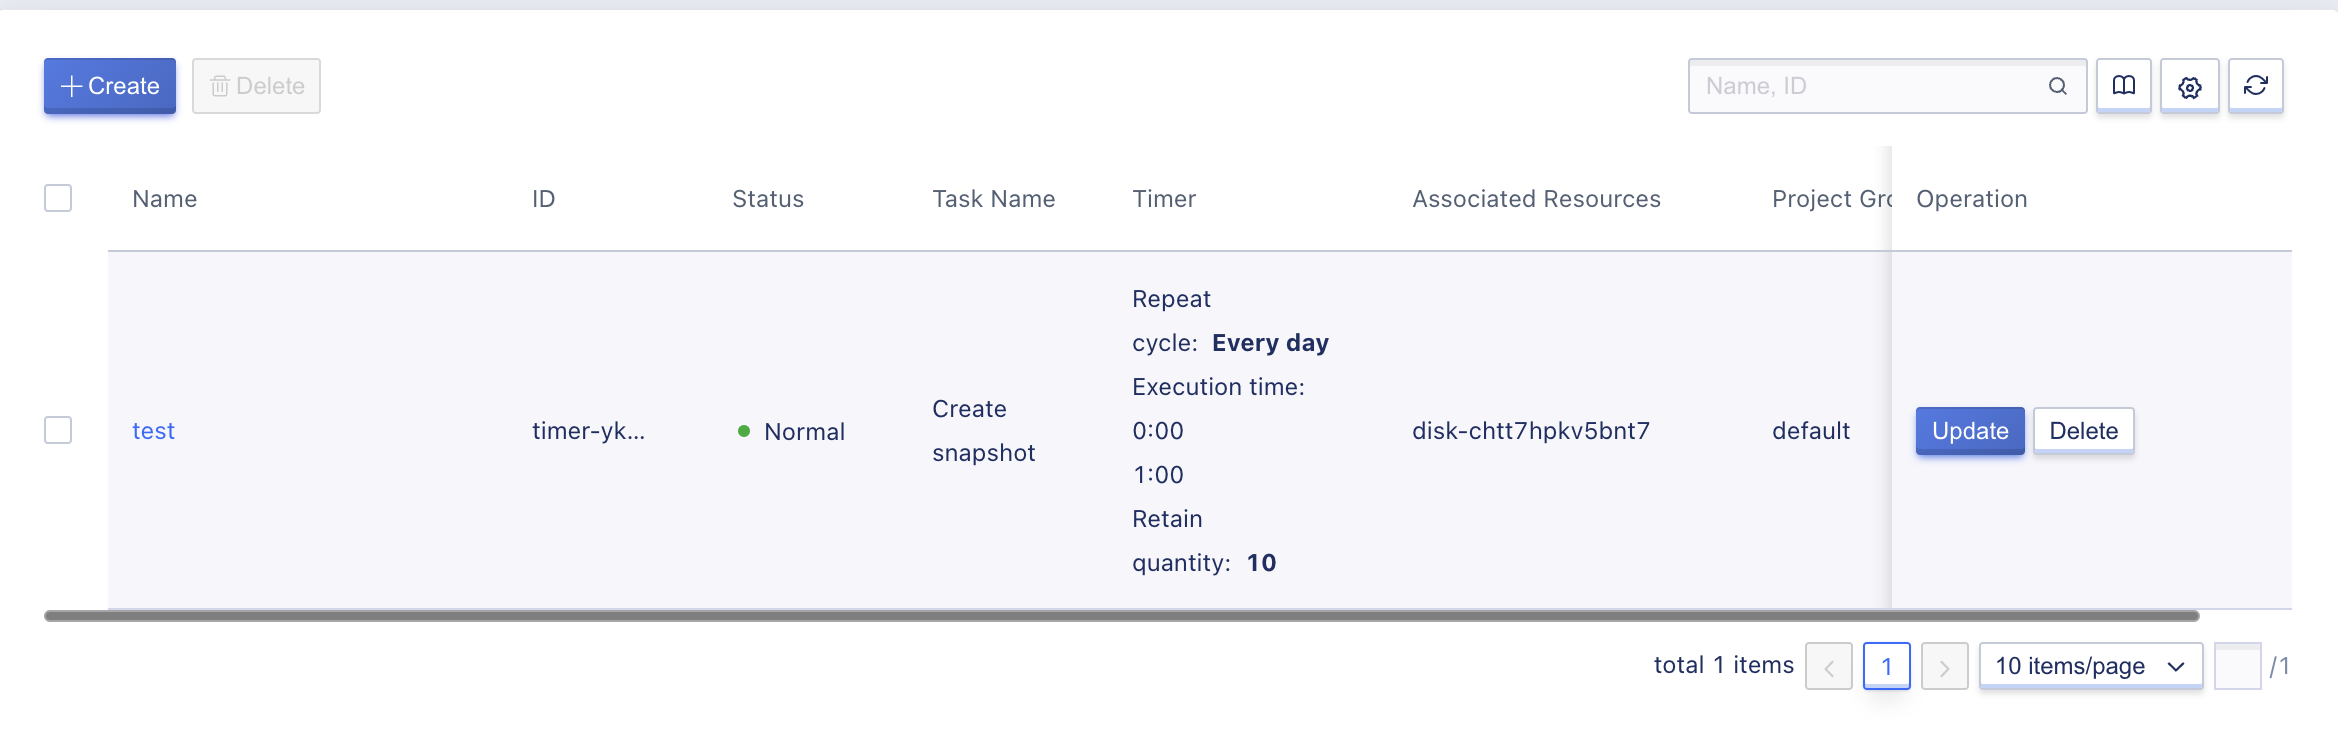 Create
Delete
Name, ID
Name
ID
Status
Task Name
Timer
Associated Resources
Project Gro
Operation
test
timer-yk...
Normal
Create
snapshot
Repeat
cycle: Every day
Execution time:
0:00
1:00
Retain
quantity: 10
disk-chtt7hpkv5bnt7
default
Update
Delete
total 1 items
1
10 items/page
/1